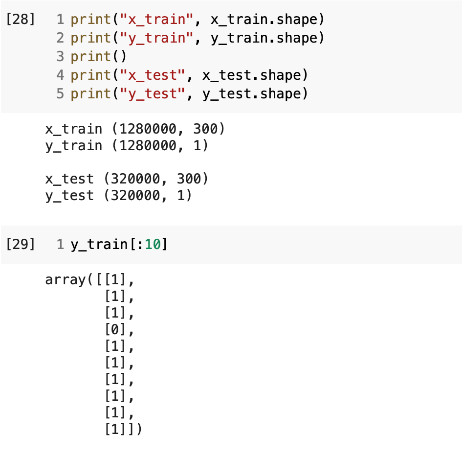 [28] 1 print("x_train", x_train.shape)
2 print("y_train", y_train.shape)
3 print()
4 print("x_test", x_test.shape)
5 print("y_test", y_test.shape)
x_train (1280000, 300)
y_train (1280000, 1)
x_test (320000, 300)
y_test (320000, 1)
[29] 1 y_train[:10]
array([[1],
[1],
[1],
[0],
[1],
[1],
[1],
[1],
[1],
[1]])